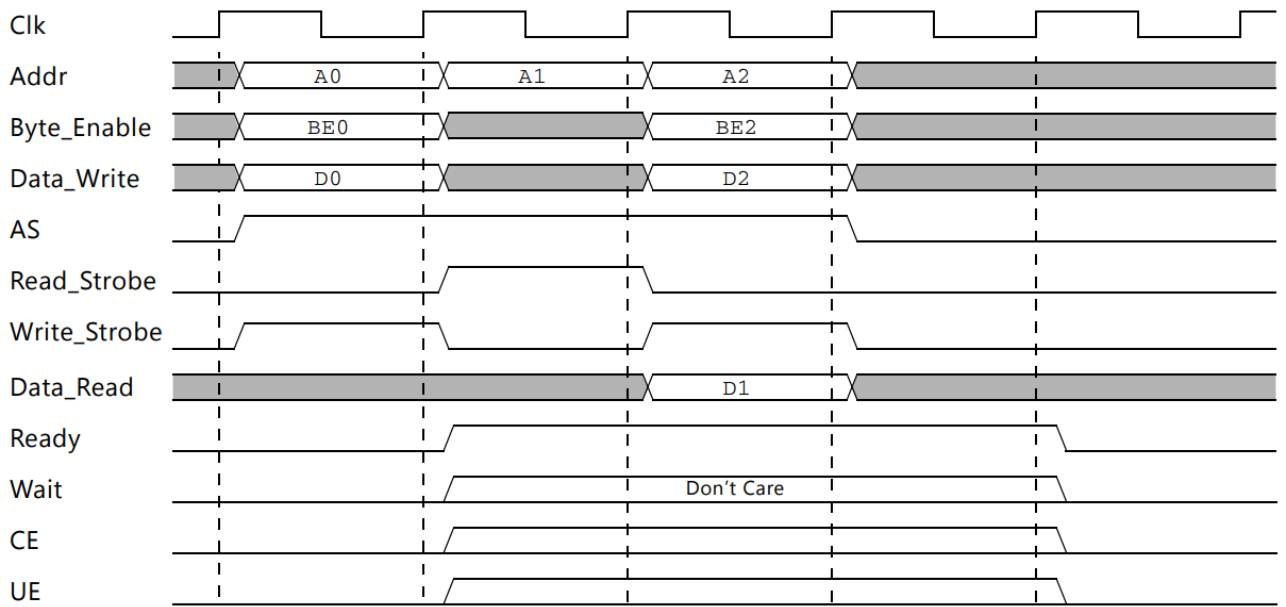 Clk
Addr A0 A1 A2
Byte_Enable BE0 BE2
Data_Write D0 D2
AS
Read_Strobe
Write_Strobe
Data_Read D1
Ready
Wait Don't Care
CE
UE